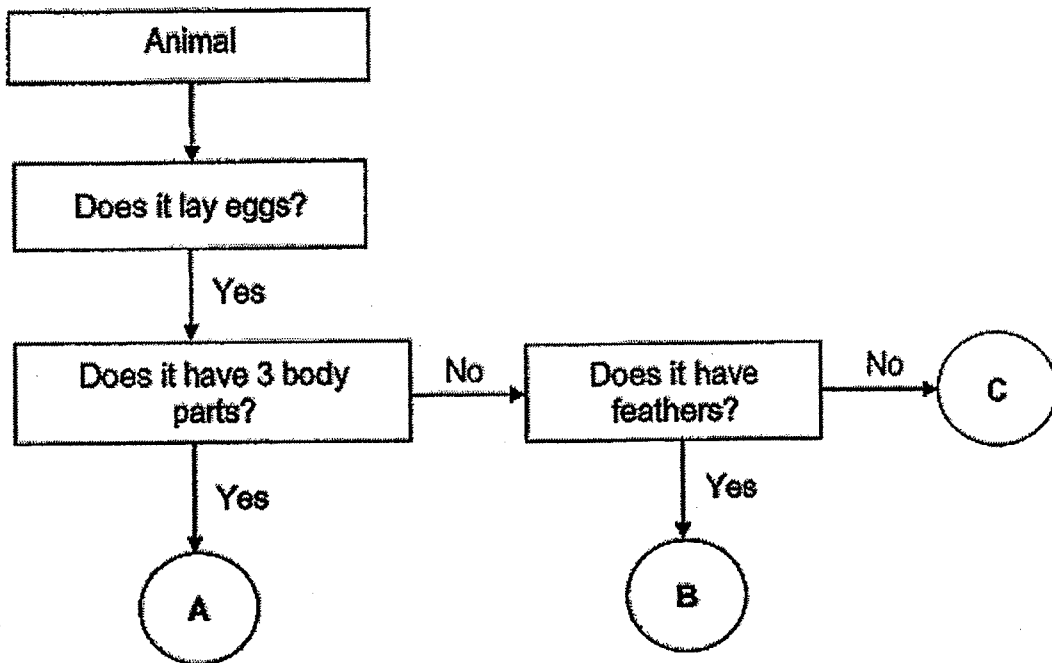 Animal
Does it lay eggs?
Yes
Does it have 3 body
parts?
No
Does it have
feathers?
No
C
Yes
A
Yes
B